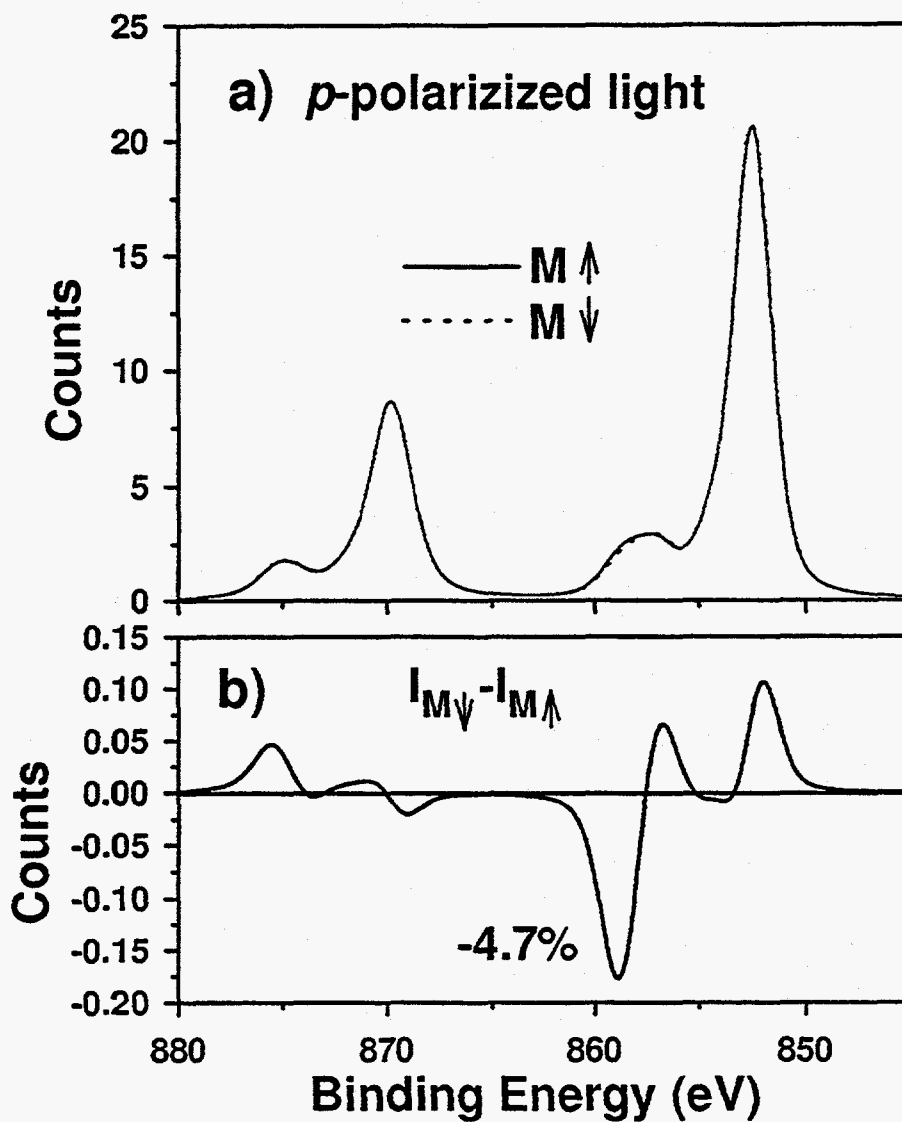 25
a) p-polarizized light
20
15
M ↑
M ↓
10
5
0
Counts
0.15
b) I_M↓-I_M↑
0.10
0.05
0.00
-0.05
-0.10
-4.7%
-0.15
-0.20
Counts
880 870 860 850
Binding Energy (eV)